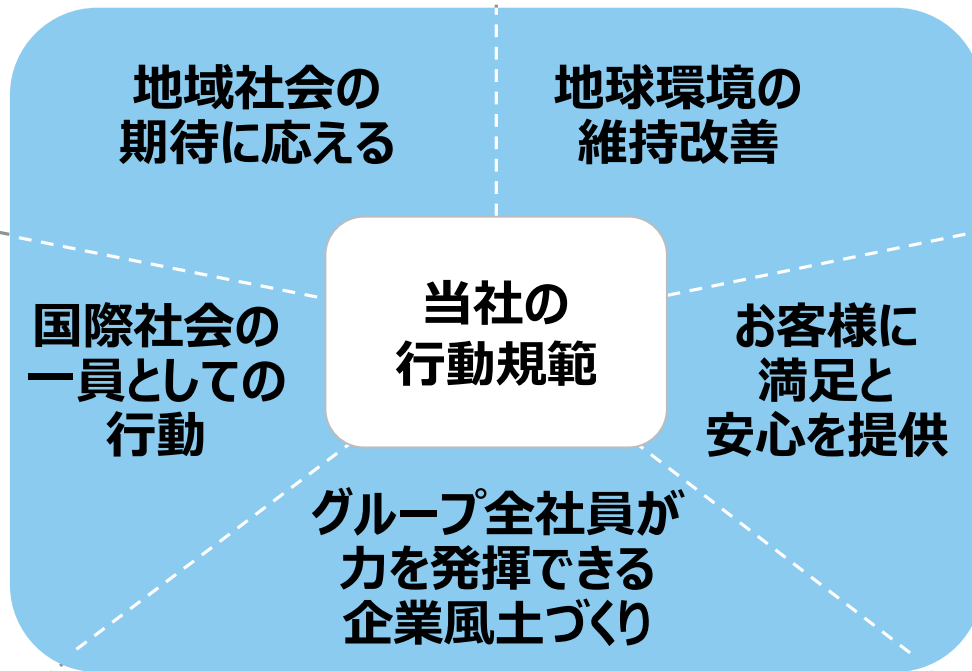 地域社会の
期待に応える
地球環境の
維持改善
当社の
行動規範
国際社会の
一員としての
行動
お客様に
満足と
安心を提供
グループ全社員が
力を発揮できる
企業風土づくり